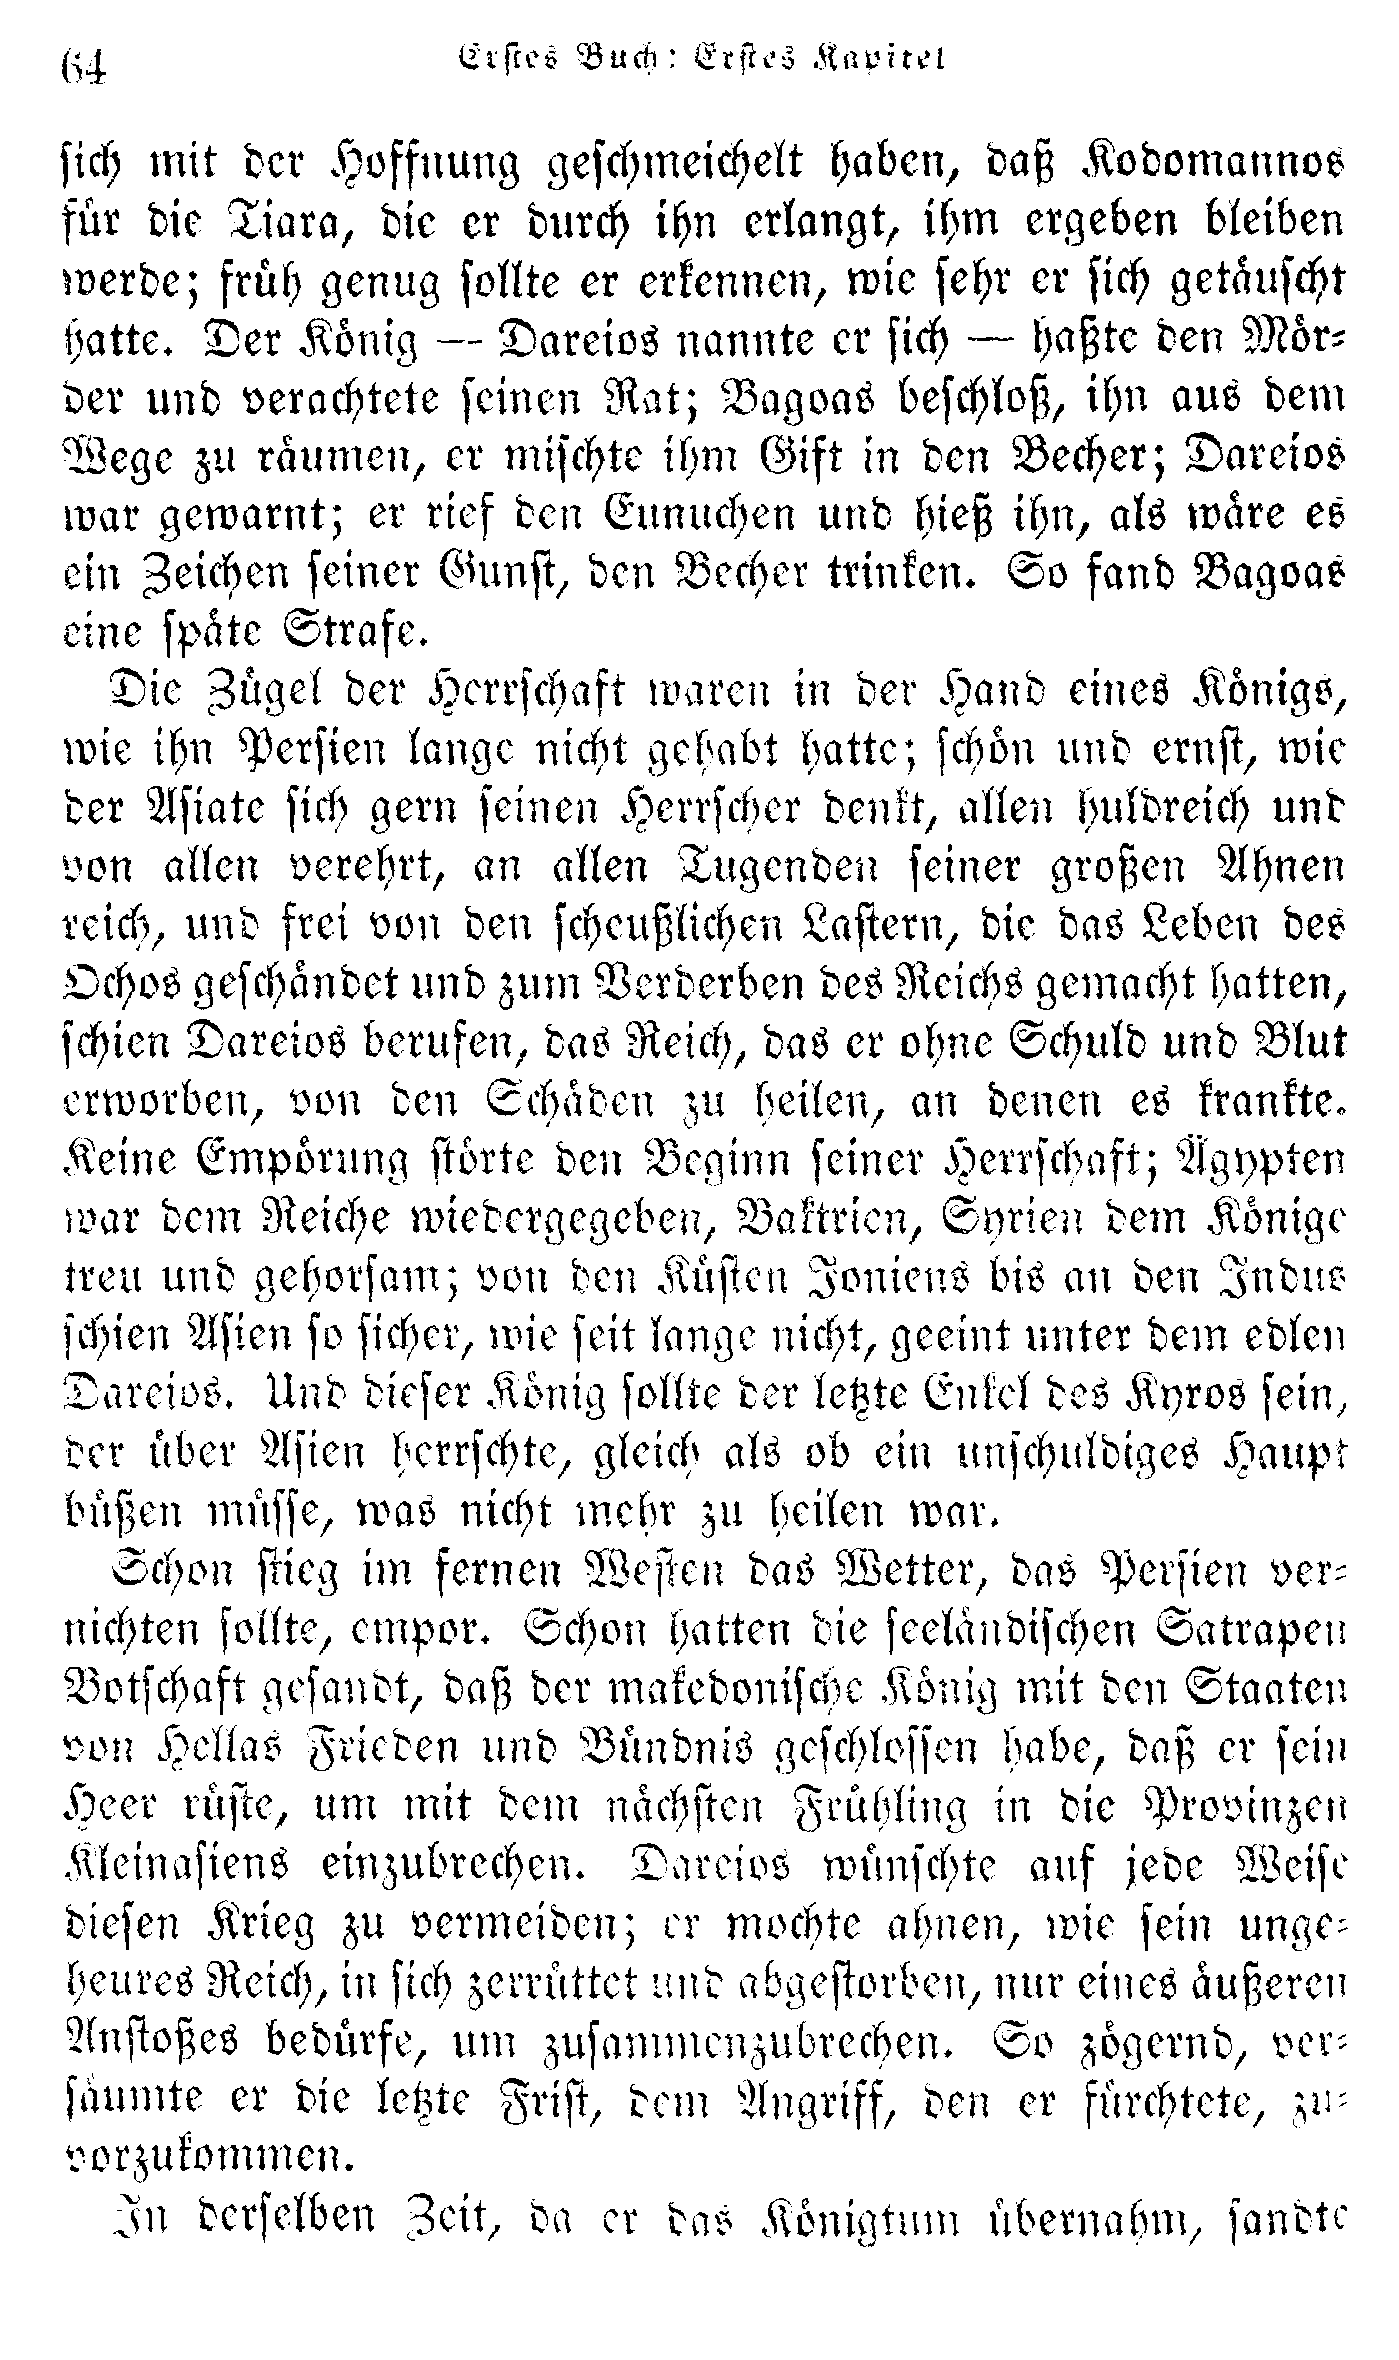 64
Erstes Buch: Erstes Kapitel
sich mit der Hoffnung geschmeichelt haben, daß Kodomannos
für die Tiara, die er durch ihn erlangt, ihm ergeben bleiben
werde; früh genug sollte er erkennen, wie sehr er sich getäuscht
hatte. Der König — Dareios nannte er sich — haßte den Mör-
der und verachtete seinen Rat; Bagoas beschloß, ihn aus dem
Wege zu räumen, er mischte ihm Gift in den Becher; Dareios
war gewarnt; er rief den Eunuchen und hieß ihn, als wäre es
ein Zeichen seiner Gunst, den Becher trinken. So fand Bagoas
eine späte Strafe.
Die Zügel der Herrschaft waren in der Hand eines Königs,
wie ihn Persien lange nicht gehabt hatte; schön und ernst, wie
der Asiate sich gern seinen Herrscher denkt, allen huldreich und
von allen verehrt, an allen Tugenden seiner großen Ahnen
reich, und frei von den scheußlichen Lastern, die das Leben des
Ochos geschändet und zum Verderben des Reichs gemacht hatten,
schien Dareios berufen, das Reich, das er ohne Schuld und Blut
erworben, von den Schäden zu heilen, an denen es krankte.
Keine Empörung störte den Beginn seiner Herrschaft; Ägypten
war dem Reiche wiedergegeben, Baktrien, Syrien dem Könige
treu und gehorsam; von den Küsten Joniens bis an den Indus
schien Asien so sicher, wie seit lange nicht, geeint unter dem edlen
Dareios. Und dieser König sollte der letzte Enkel des Kyros sein,
der über Asien herrschte, gleich als ob ein unschuldiges Haupt
büßen müsse, was nicht mehr zu heilen war.
Schon stieg im fernen Westen das Wetter, das Persien ver-
nichten sollte, empor. Schon hatten die seeländischen Satrapen
Botschaft gesandt, daß der makedonische König mit den Staaten
von Hellas Frieden und Bündnis geschlossen habe, daß er sein
Heer rüste, um mit dem nächsten Frühling in die Provinzen
Kleinasiens einzubrechen. Dareios wünschte auf jede Weise
diesen Krieg zu vermeiden; er mochte ahnen, wie sein unge-
heures Reich, in sich zerrüttet und abgestorben, nur eines äußeren
Anstoßes bedürfe, um zusammenzubrechen. So zögernd, ver-
säumte er die letzte Frist, dem Angriff, den er fürchtete, zu-
vorzukommen.
In derselben Zeit, da er das Königtum übernahm, sandte